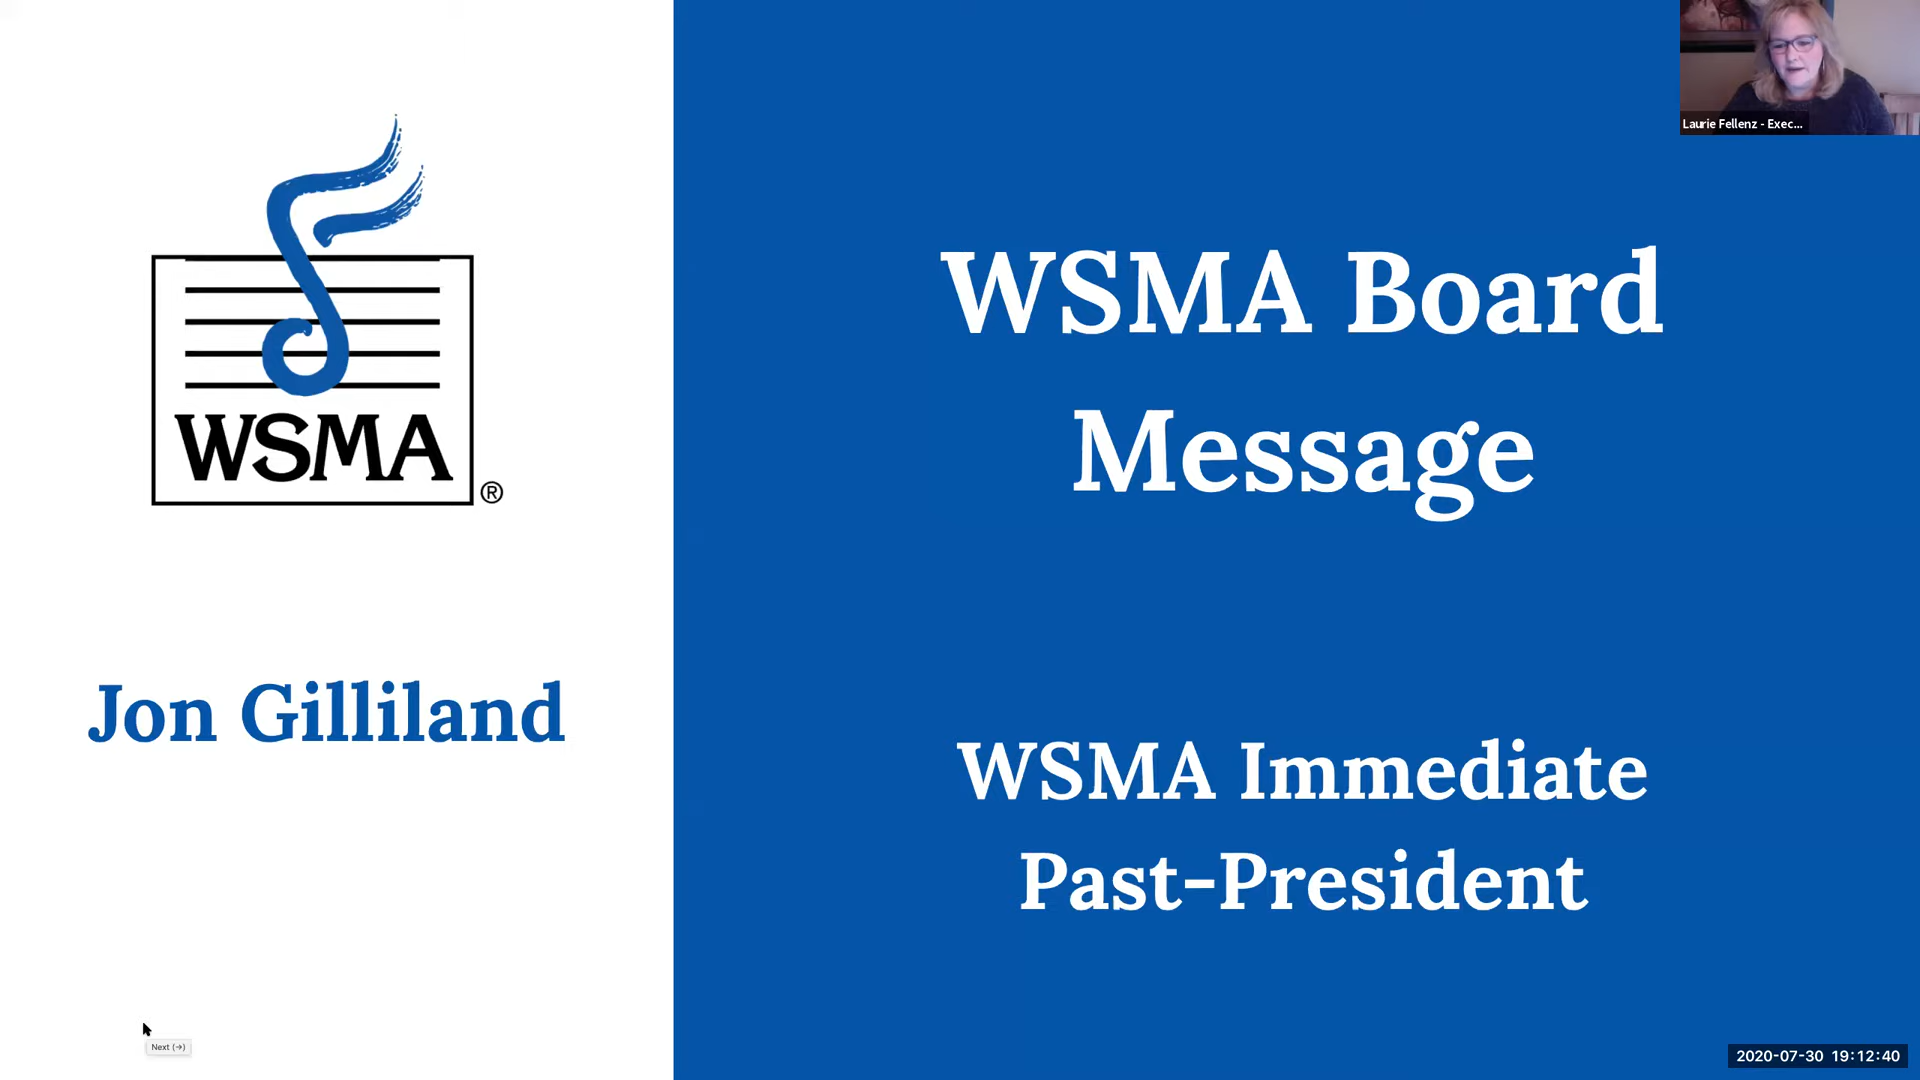 Laurie Fellenz - Exec...
WSMA Board
Message
WSMA
®
Jon Gilliland
WSMA Immediate
Past-President
Next (→)
2020-07-30 19:12:40